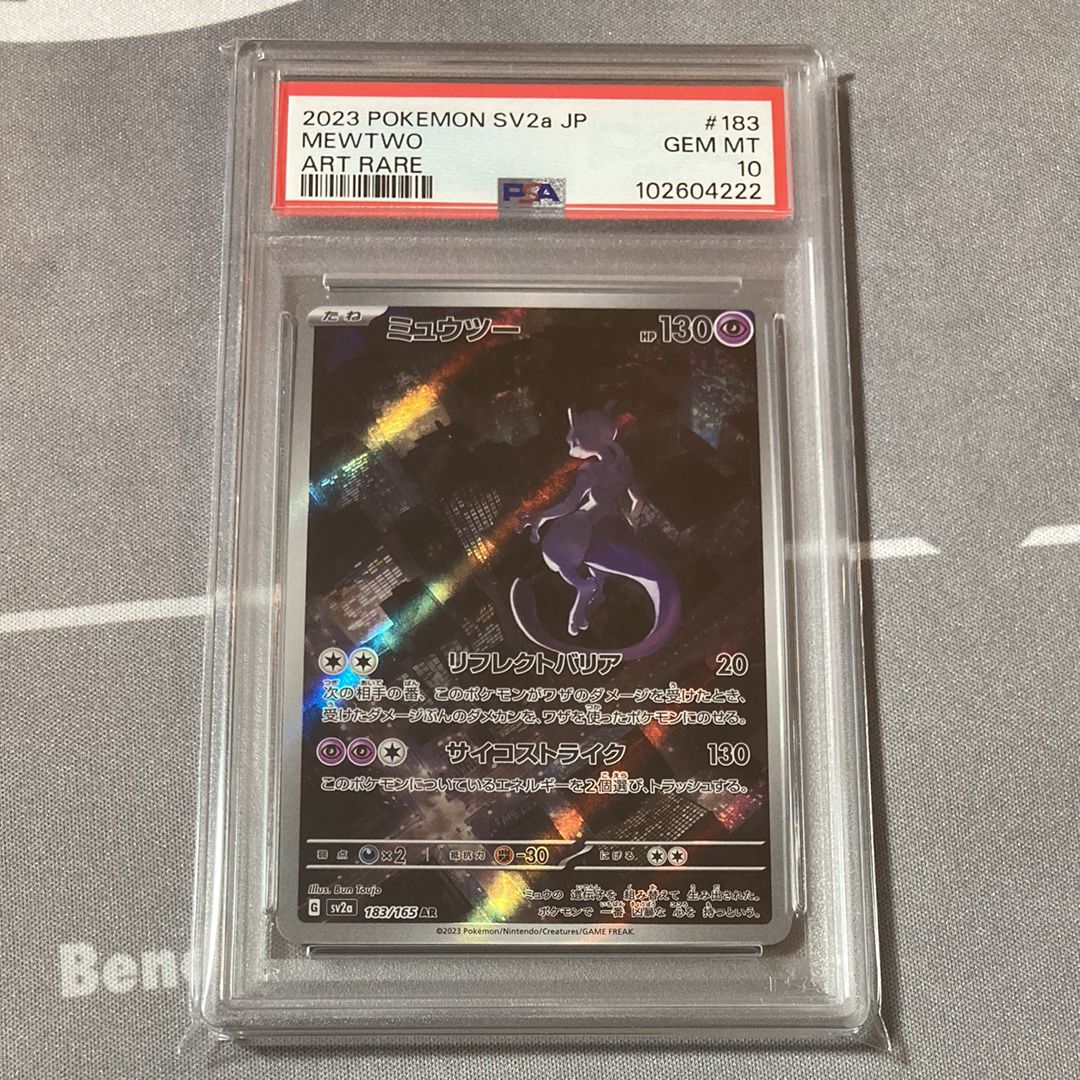 2023 POKEMON SV2a JP #183
MEWTWO GEM MT
ART RARE 10
PSA 102604222
たね ミュウツー HP130
リフレクトバリア 20
次の相手の番、このポケモンがワザのダメージを受けたとき、
受けたダメージぶんのダメカンを、ワザを使ったポケモンにのせる。
サイコストライク 130
このポケモンについているエネルギーを2個選び、トラッシュする。
弱点 ×2 抵抗力 -30 にげる
Illus. Bun Toujo
ミュウの 遺伝子を 組み替えて 生み出された。
ポケモンで 一番 凶暴な 心を 持つという。
G sv2a 183/165 AR
©2023 Pokémon/Nintendo/Creatures/GAME FREAK.
Ben